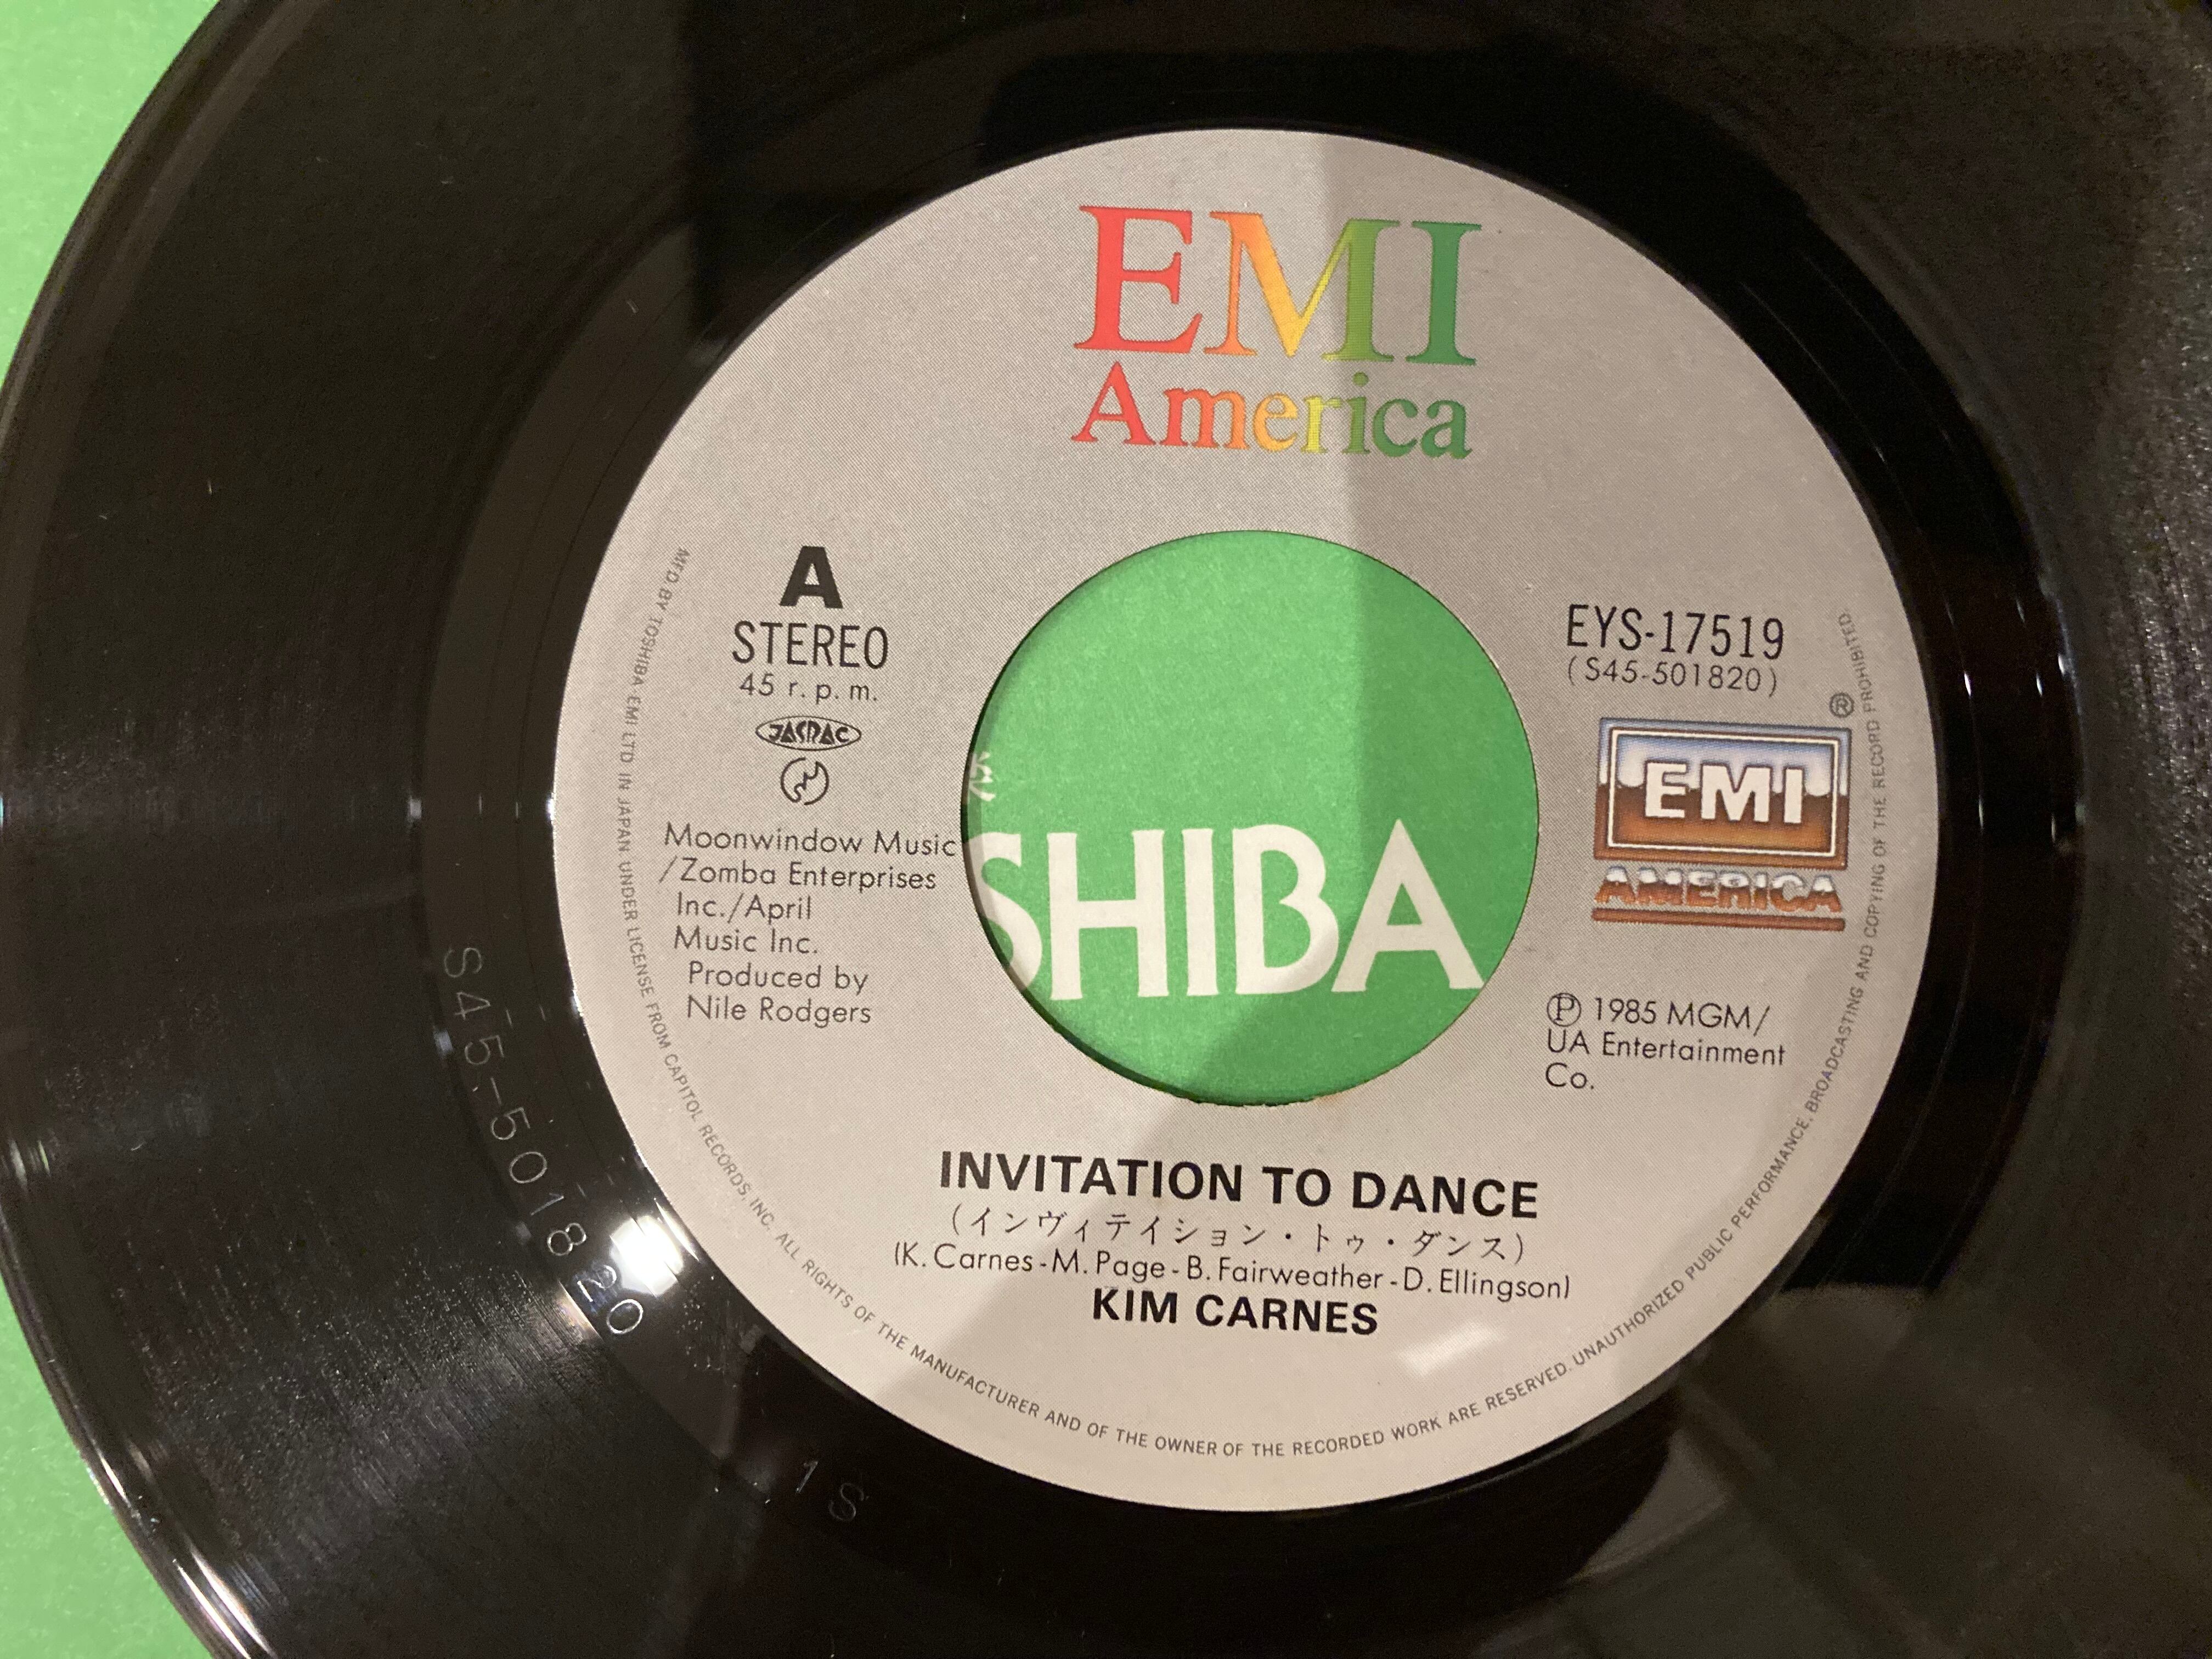 EMI
America
A
STEREO
45 r.p.m.
JASRAC
Moonwindow Music
/Zomba Enterprises
Inc./April
Music Inc.
Produced by
Nile Rodgers
EYS-17519
(S45-501820)
®
EMI
AMERICA
Ⓟ 1985 MGM/
UA Entertainment
Co.
SHIBA
INVITATION TO DANCE
(インヴィテイション・トゥ・ダンス)
(K. Carnes-M. Page-B. Fairweather-D. Ellingson)
KIM CARNES
MFD. BY TOSHIBA-EMI LTD. IN JAPAN UNDER LICENSE FROM CAPITOL RECORDS, INC. ALL RIGHTS OF THE MANUFACTURER AND OF THE OWNER OF THE RECORDED WORK ARE RESERVED. UNAUTHORIZED PUBLIC PERFORMANCE, BROADCASTING AND COPYING OF THE RECORD PROHIBITED.
S45-501820
1S